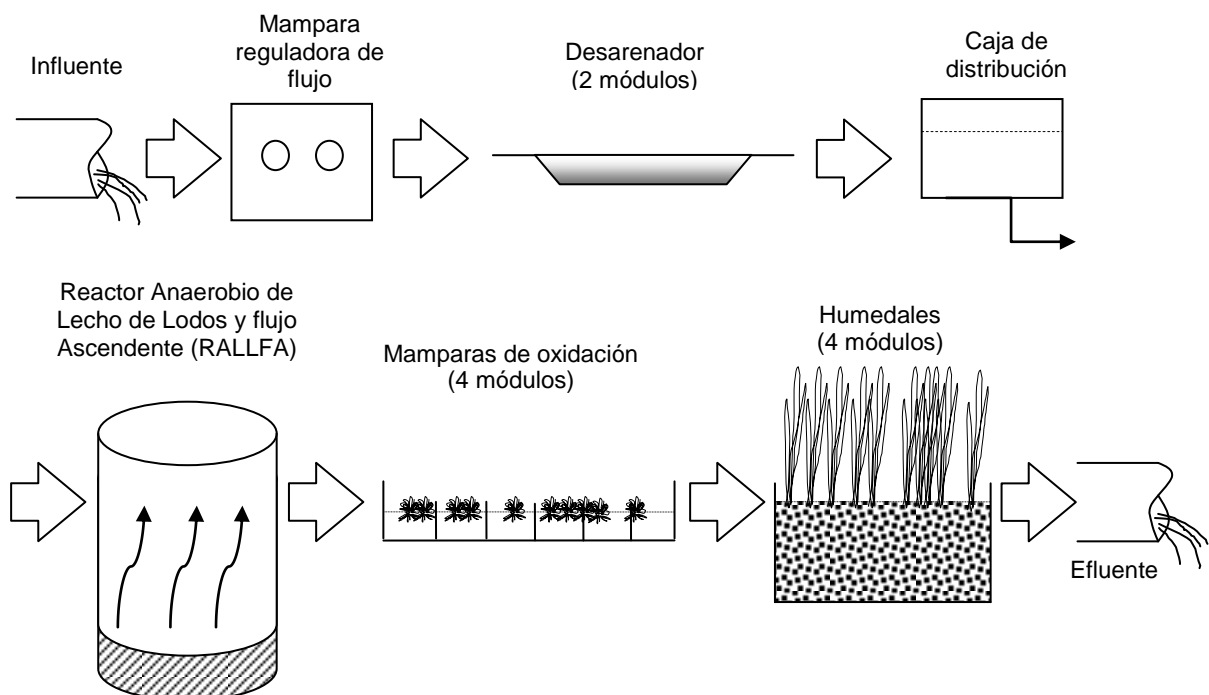 Influente
Mampara
reguladora de
flujo
Desarenador
(2 módulos)
Caja de
distribución
Reactor Anaerobio de
Lecho de Lodos y flujo
Ascendente (RALLFA)
Mamparas de oxidación
(4 módulos)
Humedales
(4 módulos)
Efluente